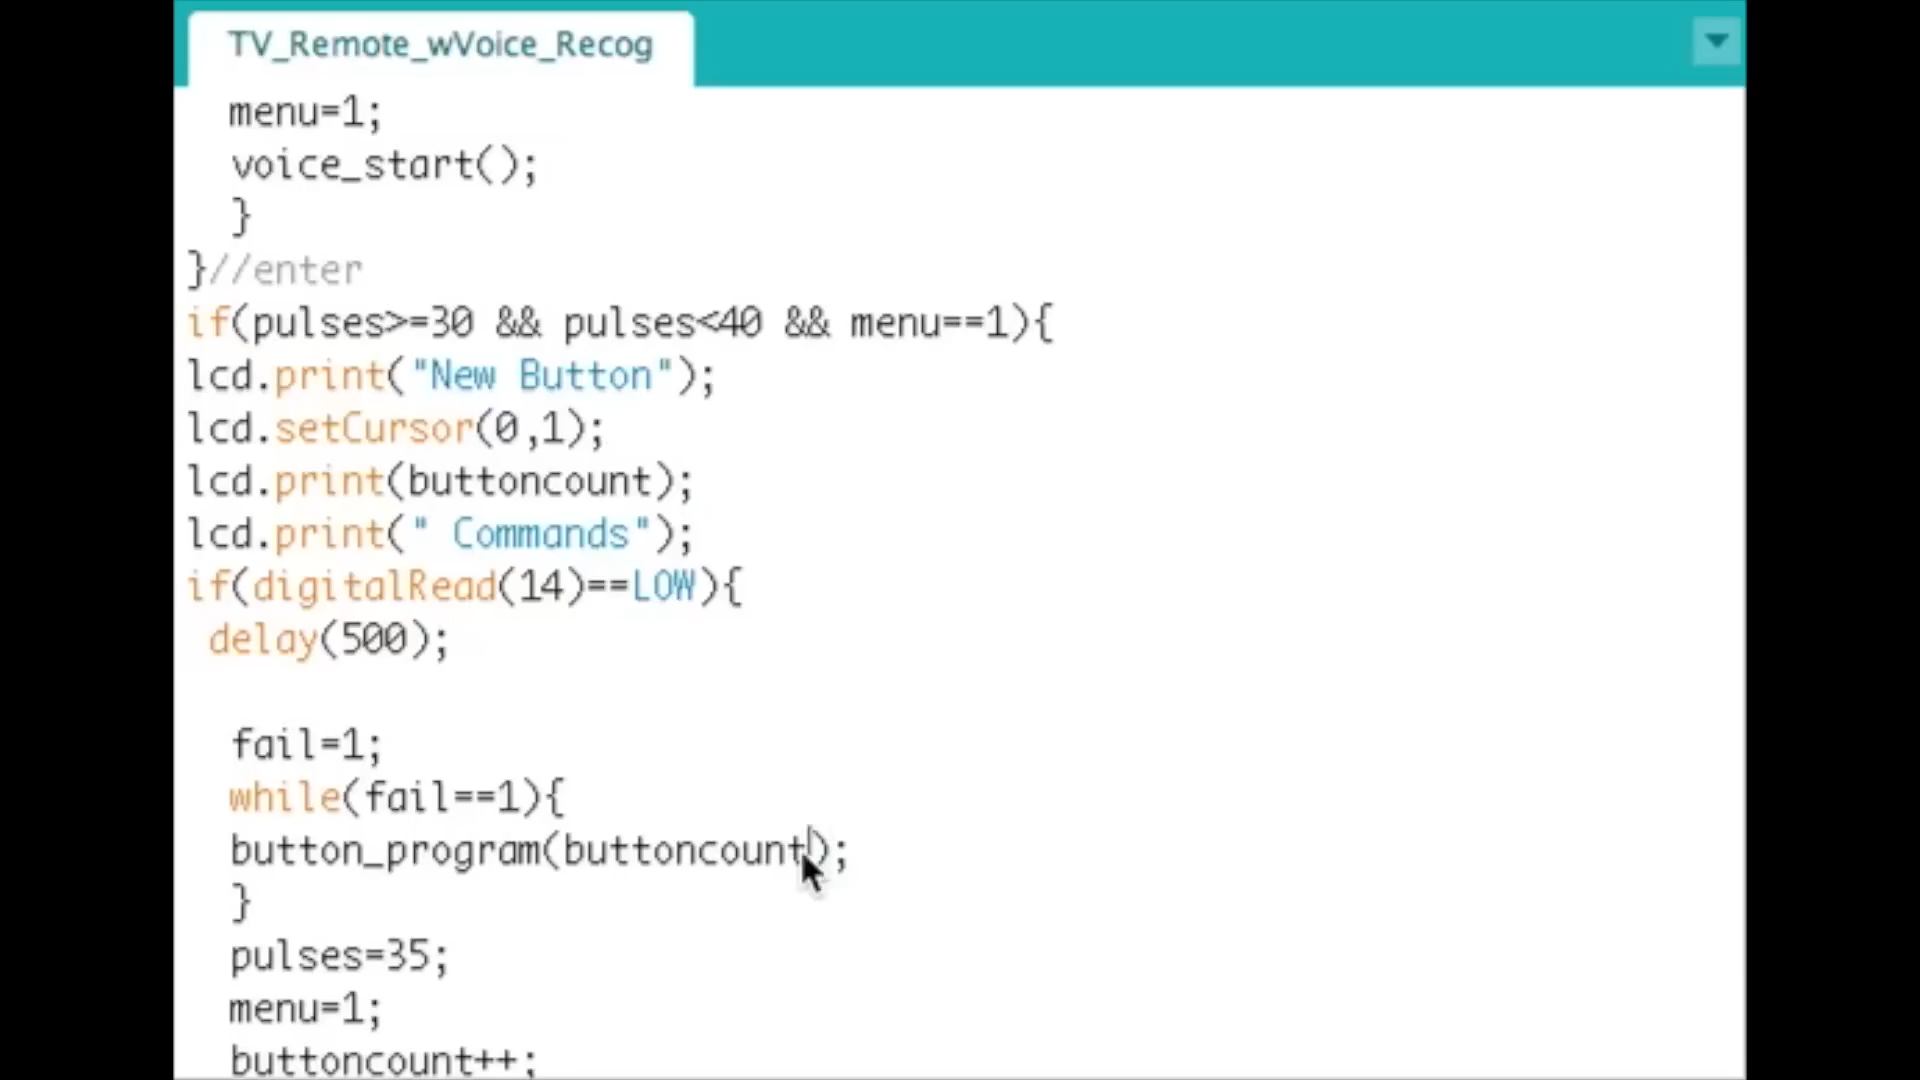 TV_Remote_wVoice_Recog
menu=1;
voice_start();
}
}//enter
if(pulses>=30 && pulses<40 && menu==1){
lcd.print("New Button");
lcd.setCursor(0,1);
lcd.print(buttoncount);
lcd.print(" Commands");
if(digitalRead(14)==LOW){
delay(500);
fail=1;
while(fail==1){
button_program(buttoncount);
}
pulses=35;
menu=1;
buttoncount++;